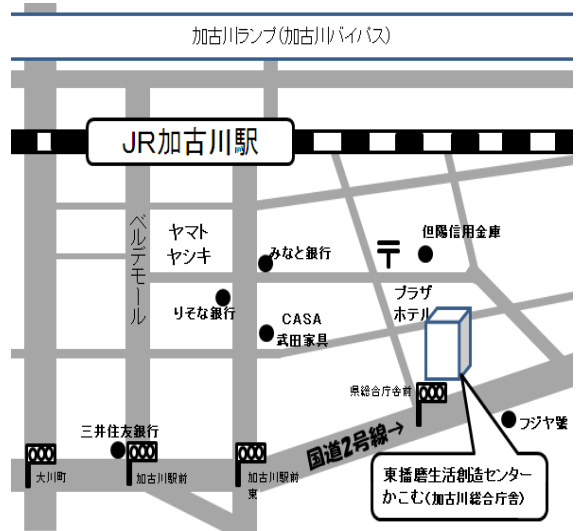 加古川ランプ(加古川バイパス)
JR加古川駅
ベルデモール
ヤマト
ヤシキ
みなと銀行
〒
但陽信用金庫
りそな銀行
プラザ
ホテル
CASA
武田家具
県総合庁舎前
三井住友銀行
国道2号線→
フジヤ號
大川町
加古川駅前
加古川駅前
東
東播磨生活創造センター
かこむ(加古川総合庁舎)